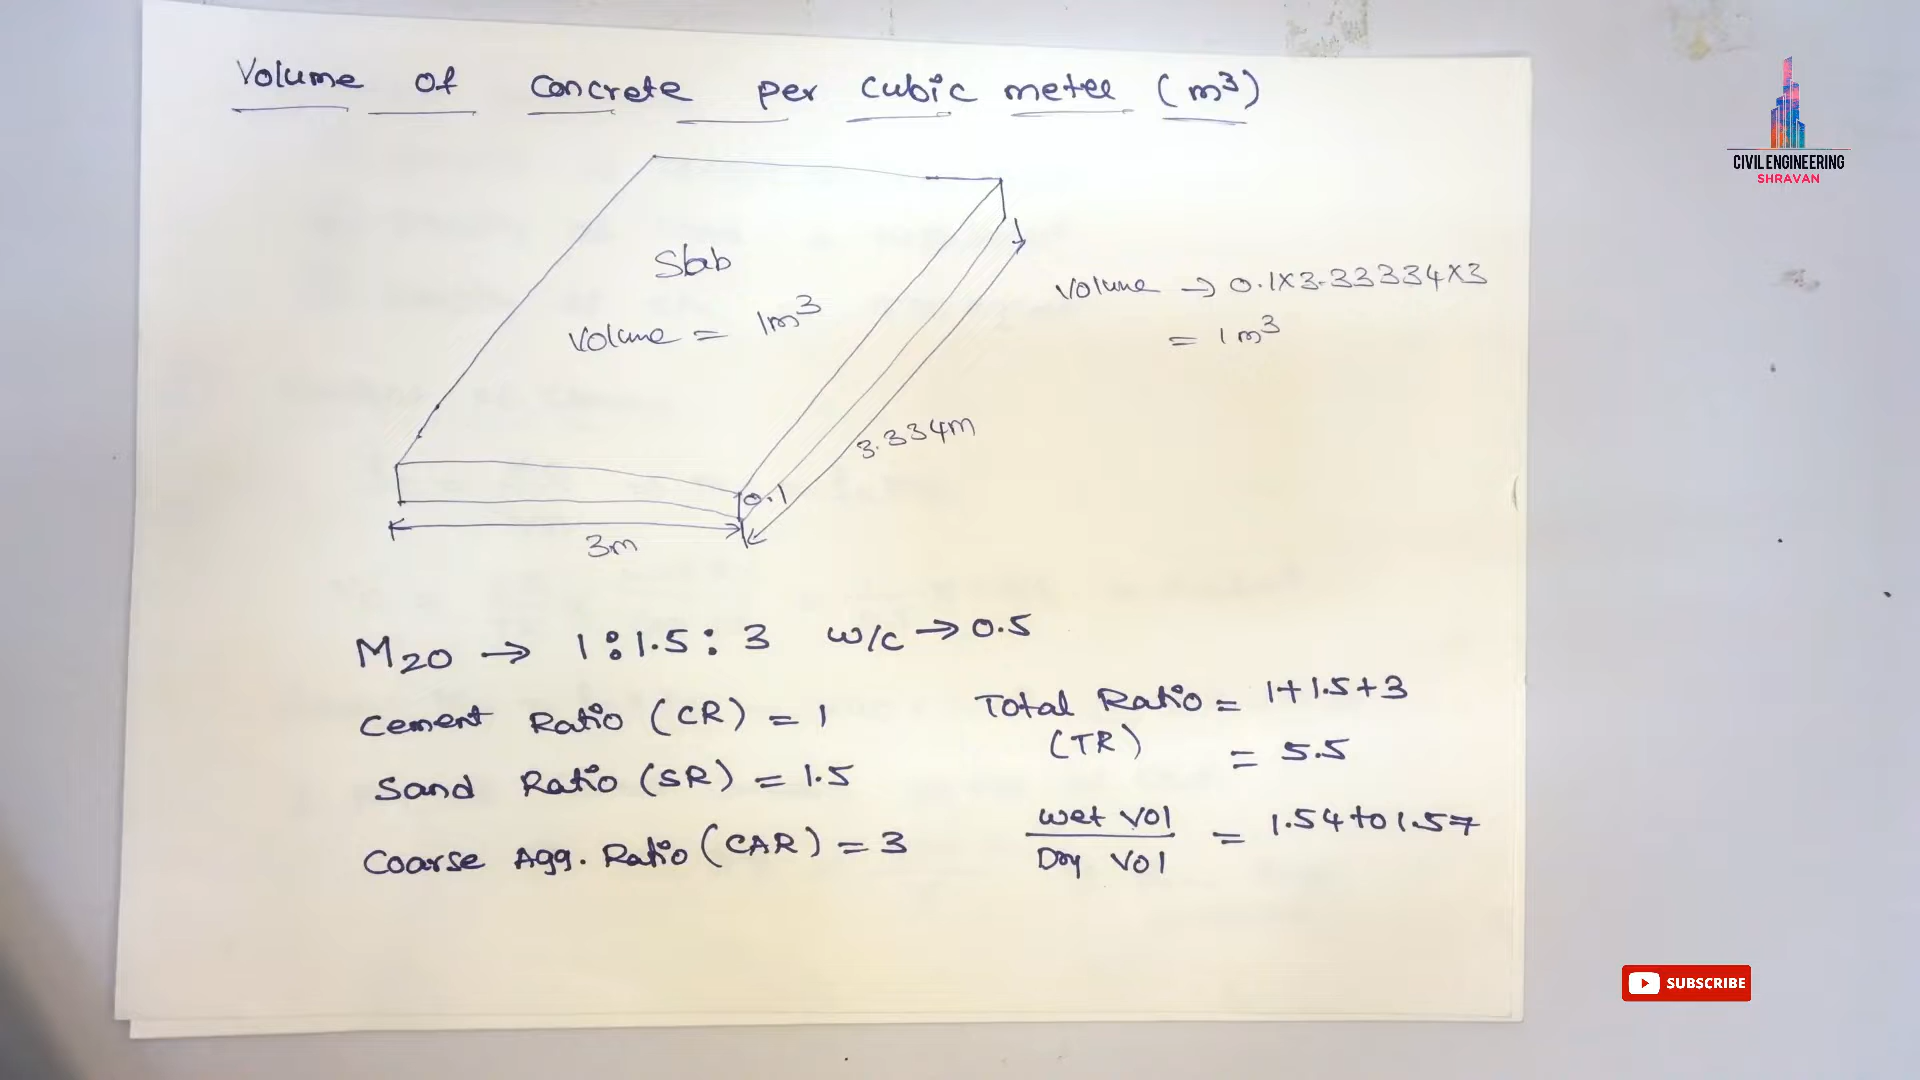 Volume of Concrete per cubic meter (m³)
CIVIL ENGINEERING
SHRAVAN
Slab
Volume = 1m³
Volume → 0.1×3.33334×3
= 1m³
3.334m
0.1
3m
M20 → 1:1.5:3 w/c → 0.5
Cement Ratio (CR) = 1
Sand Ratio (SR) = 1.5
Coarse Agg. Ratio (CAR) = 3
Total Ratio = 1+1.5+3
(TR) = 5.5
Wet Vol
Dry Vol
= 1.54 to 1.57
SUBSCRIBE